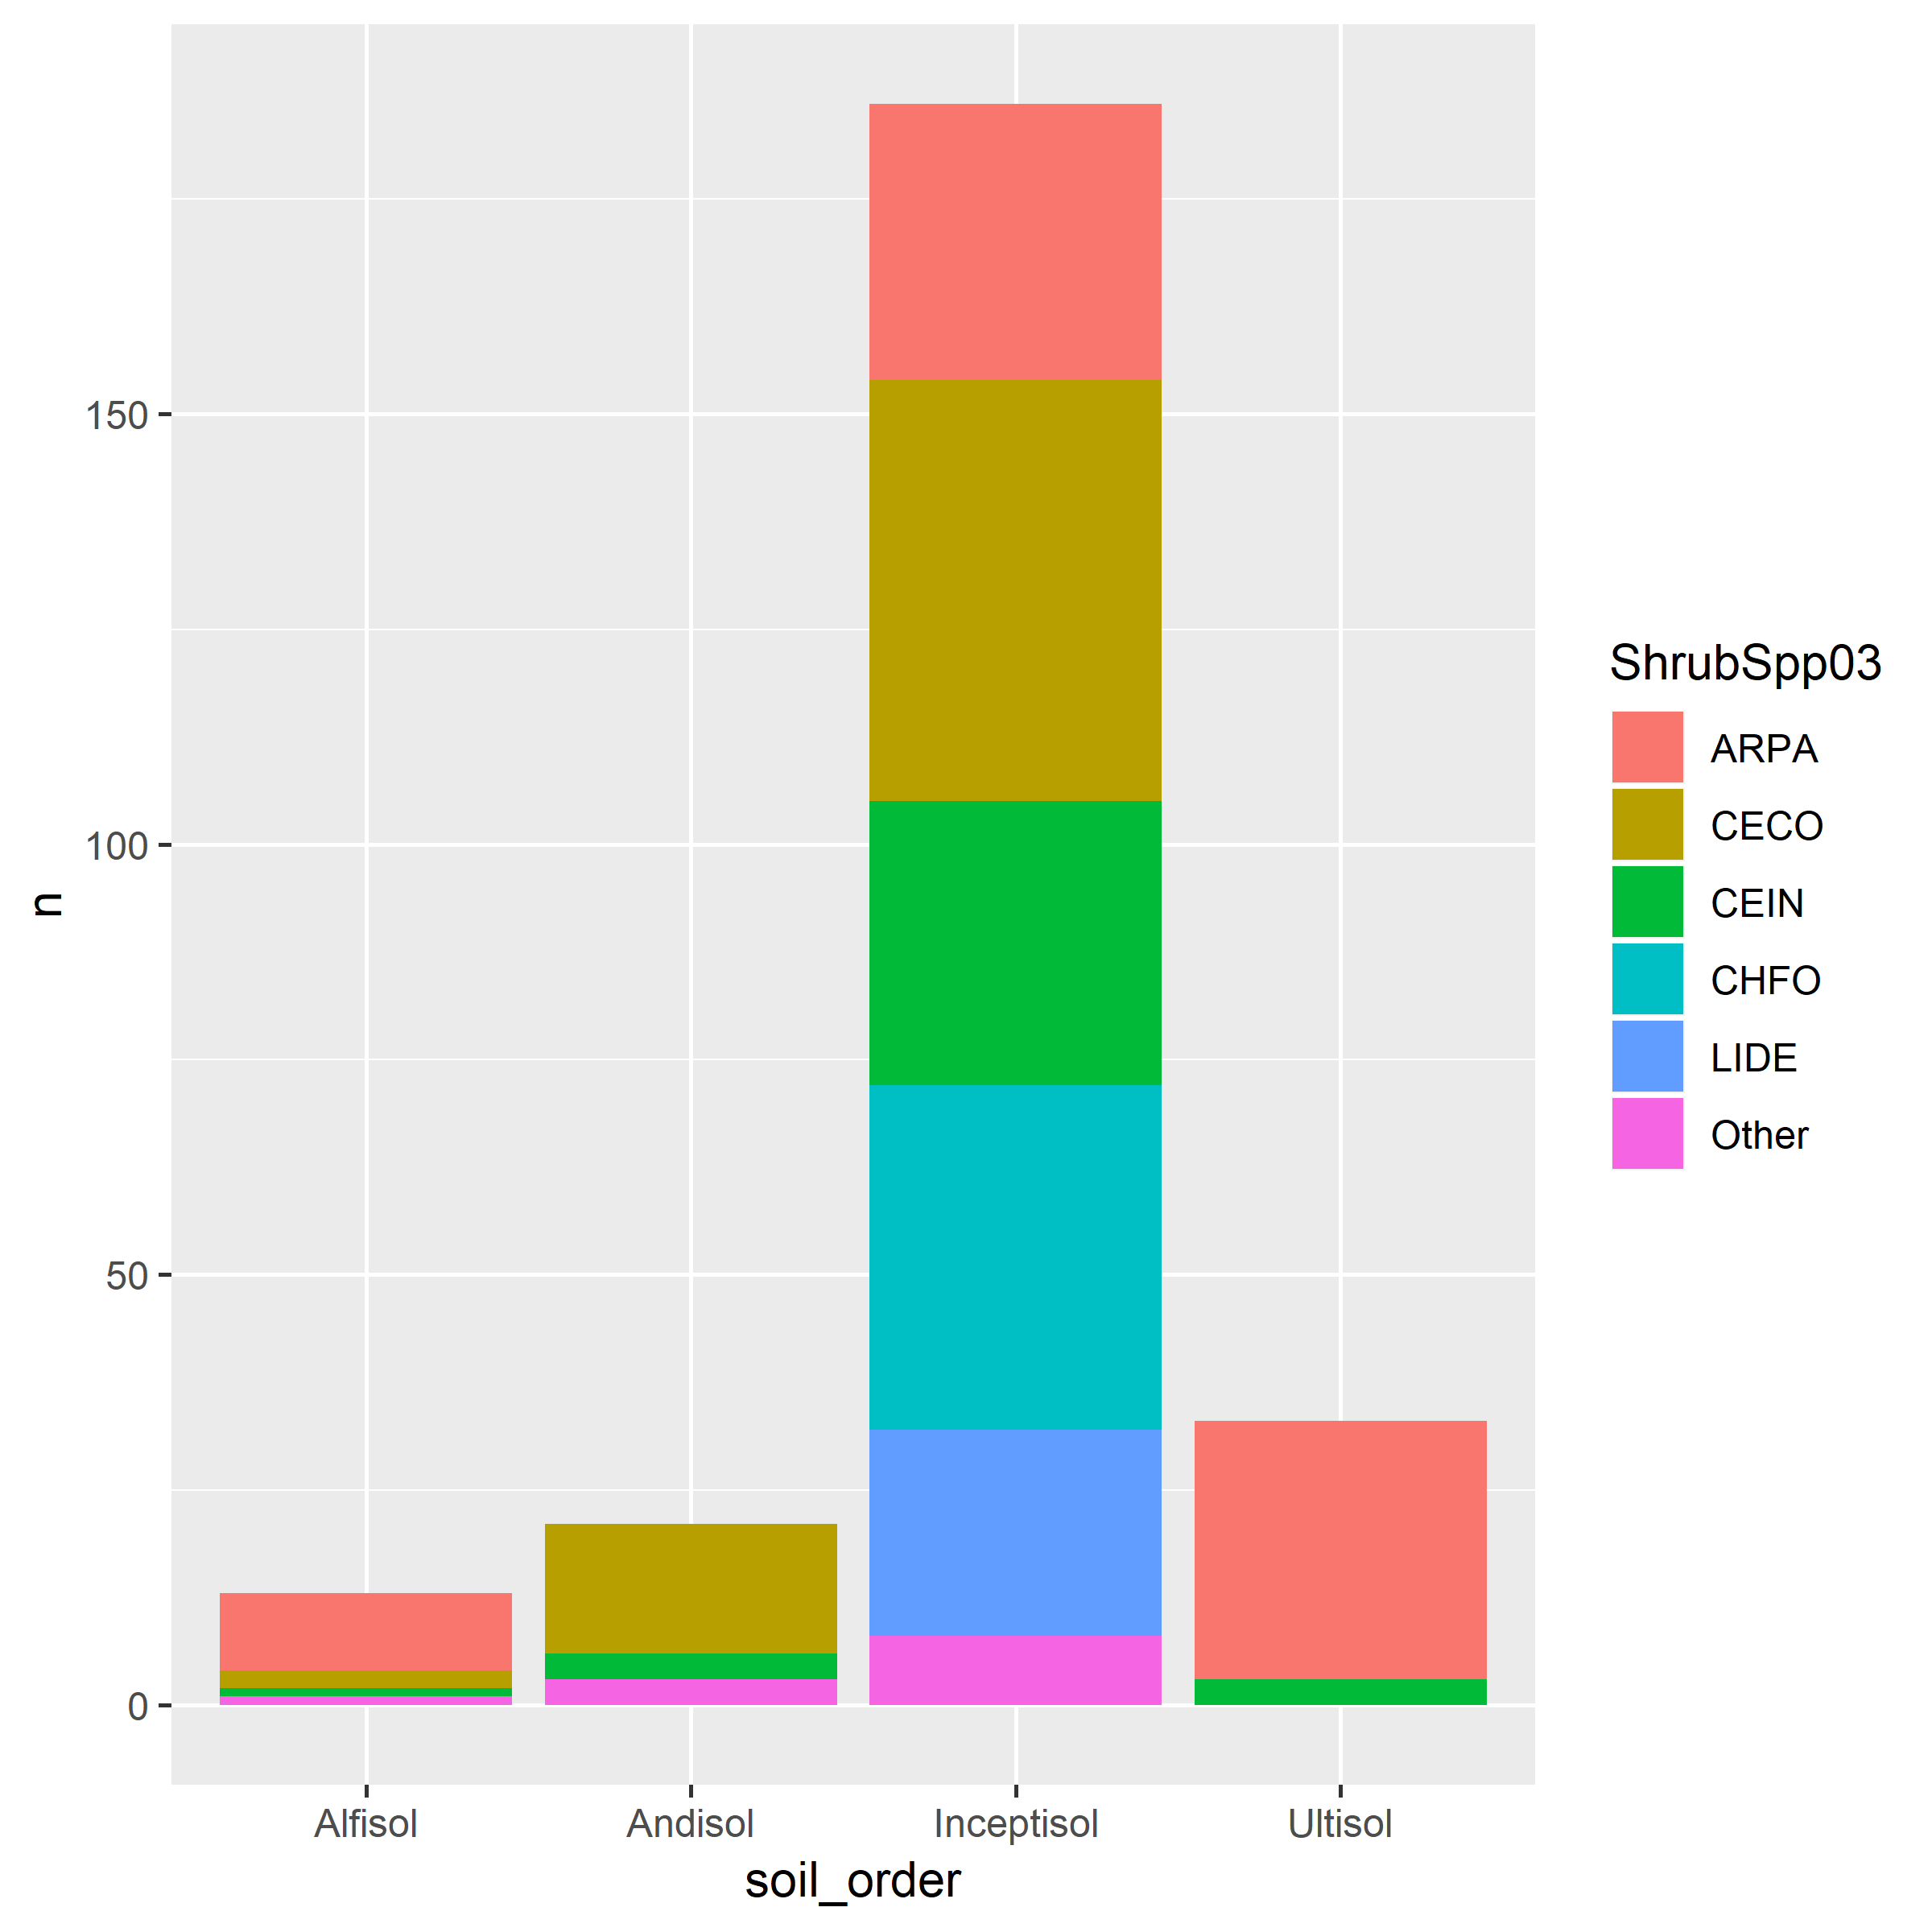 150
100
50
0
n
Alfisol Andisol Inceptisol Ultisol
soil_order
ShrubSpp03
ARPA
CECO
CEIN
CHFO
LIDE
Other